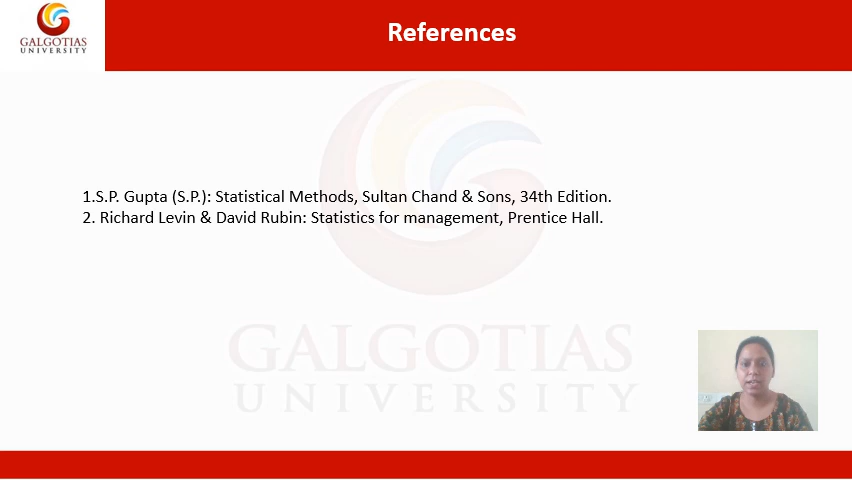 GALGOTIAS
UNIVERSITY
References
1.S.P. Gupta (S.P.): Statistical Methods, Sultan Chand & Sons, 34th Edition.
2. Richard Levin & David Rubin: Statistics for management, Prentice Hall.
GALGOTIAS
UNIVERSITY